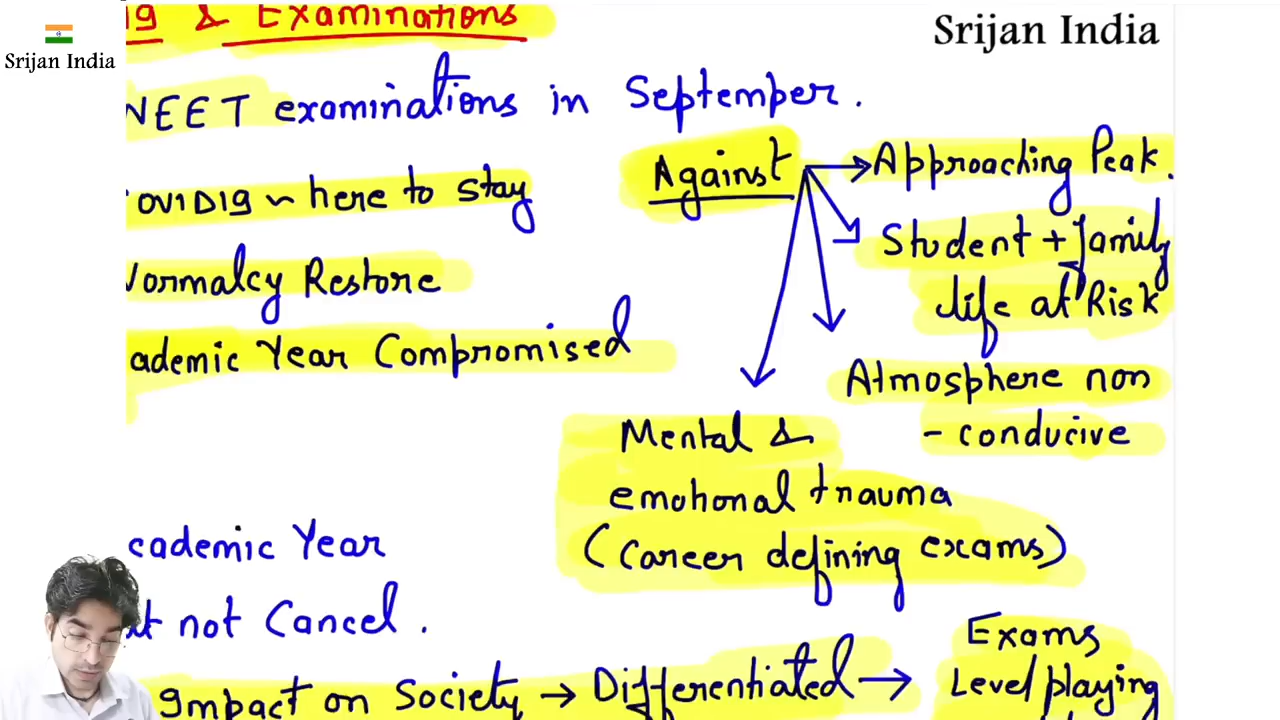 & Examinations
Srijan India
Srijan India
NEET examinations in September.
Against
Approaching Peak.
OVID19 ~ here to stay
Student + family
life at Risk
Normalcy Restore
ademic Year Compromised
Atmosphere non
- conducive
Mental &
emotional trauma
(Career defining exams)
cademic Year
not Cancel.
Impact on Society → Differentiated →
Exams
Level playing